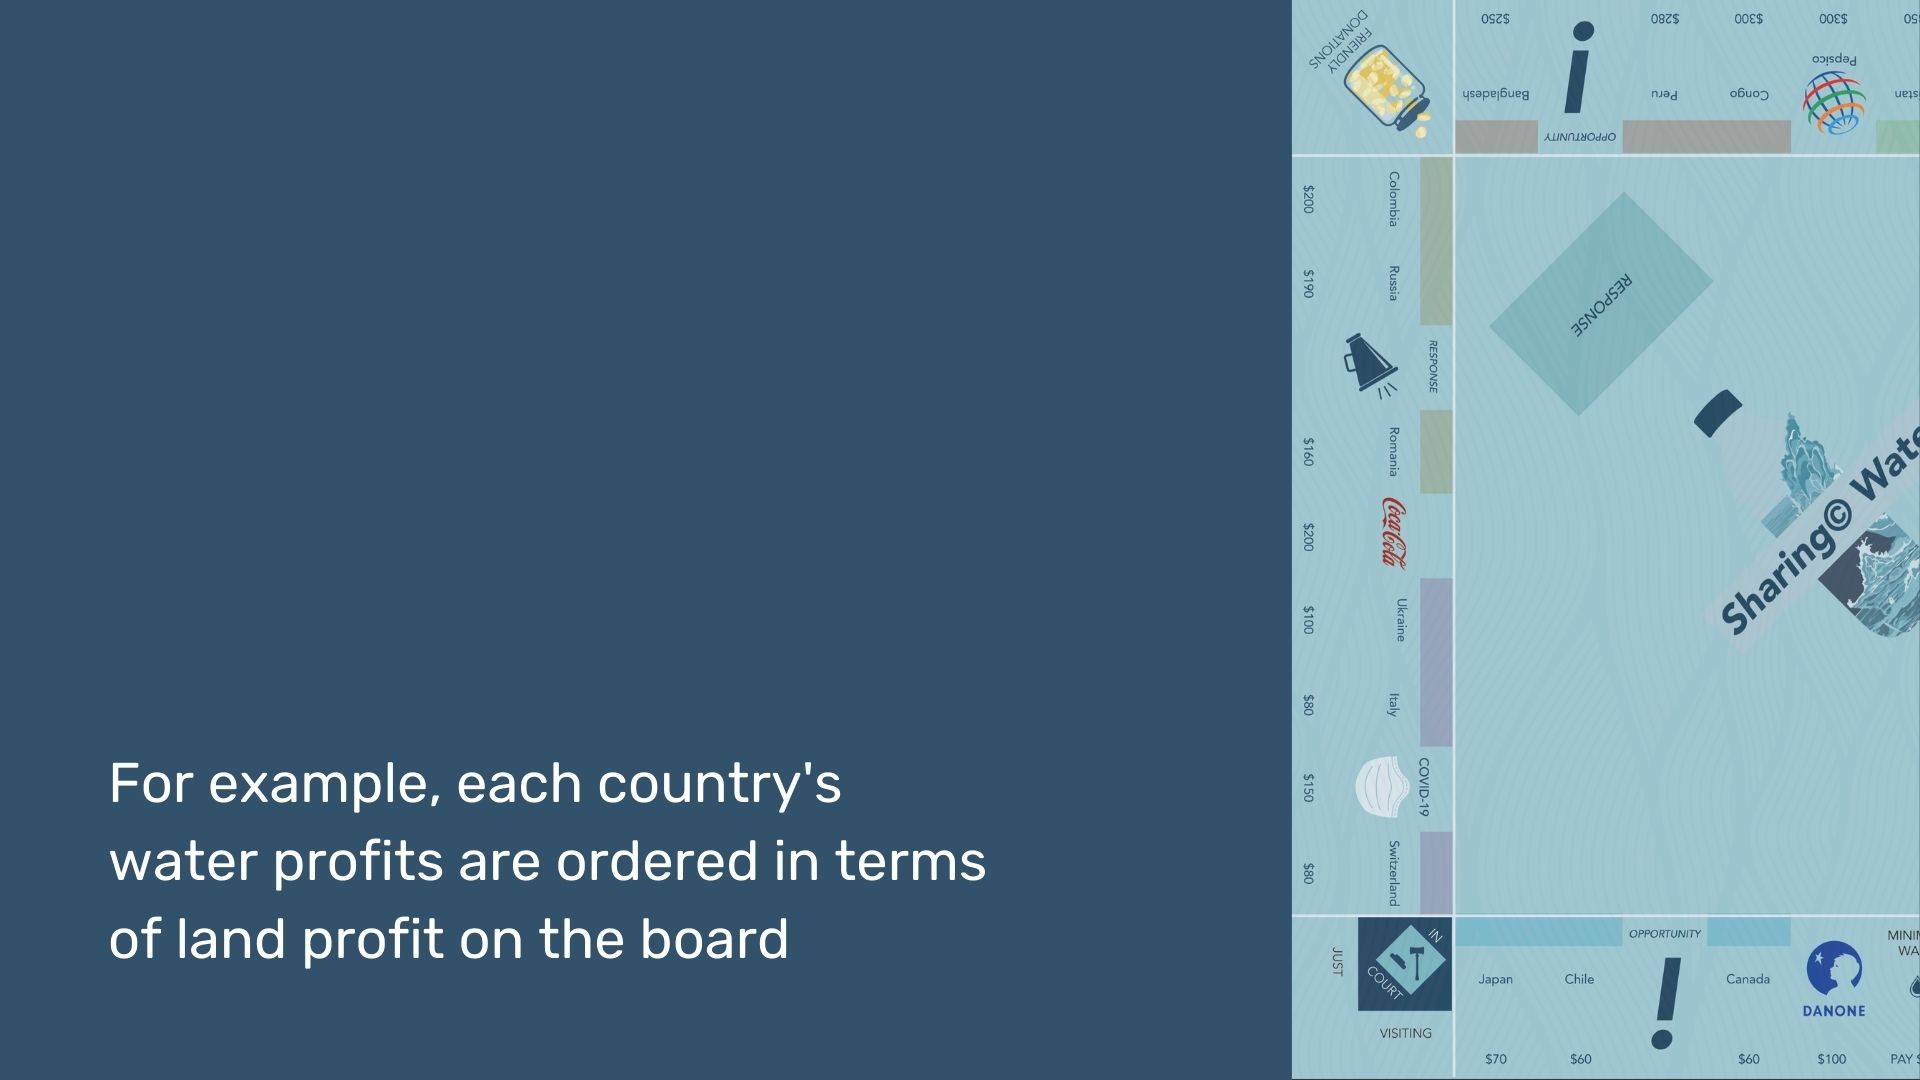 For example, each country's
water profits are ordered in terms
of land profit on the board
FRIENDLY
DONATIONS
$250
Bangladesh
OPPORTUNITY
$280
Peru
$300
Congo
$300
Pepsico
Colombia
$200
Russia
$190
RESPONSE
Romania
$160
Coca-Cola
$200
Ukraine
$100
Italy
$80
COVID-19
$150
Switzerland
$80
RESPONSE
Sharing©
IN
COURT
JUST
VISITING
Japan
$70
Chile
$60
OPPORTUNITY
Canada
$60
DANONE
$100
PAY